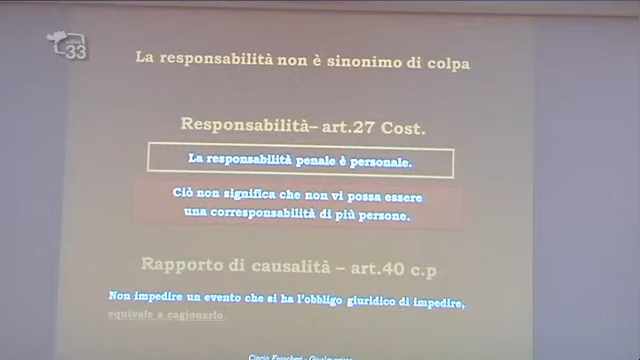 33
La responsabilità non è sinonimo di colpa
Responsabilità– art.27 Cost.
La responsabilità penale è personale.
Ciò non significa che non vi possa essere
una corresponsabilità di più persone.
Rapporto di causalità – art.40 c.p
Non impedire un evento che si ha l'obbligo giuridico di impedire,
equivale a cagionarlo.